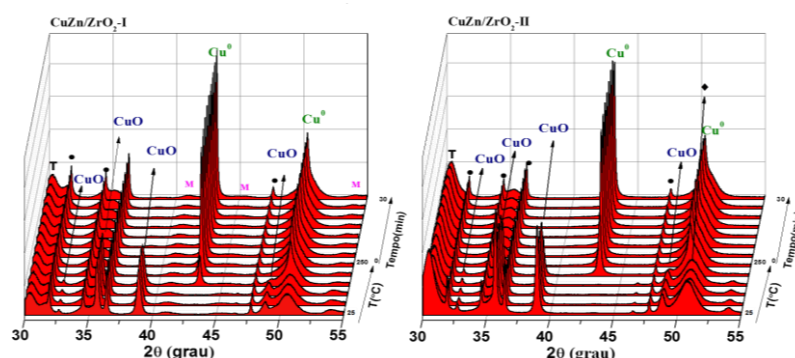 CuZn/ZrO₂-I
Cu⁰
Cu⁰
CuO
CuO
CuO
CuO
T
M
M
M
30
0
250
25
Tempo(min)
T(°C)
30 35 40 45 50 55
2θ (grau)
CuZn/ZrO₂-II
Cu⁰
Cu⁰
CuO
CuO
CuO
CuO
T
30
0
250
25
Tempo(min)
T(°C)
30 35 40 45 50 55
2θ (grau)